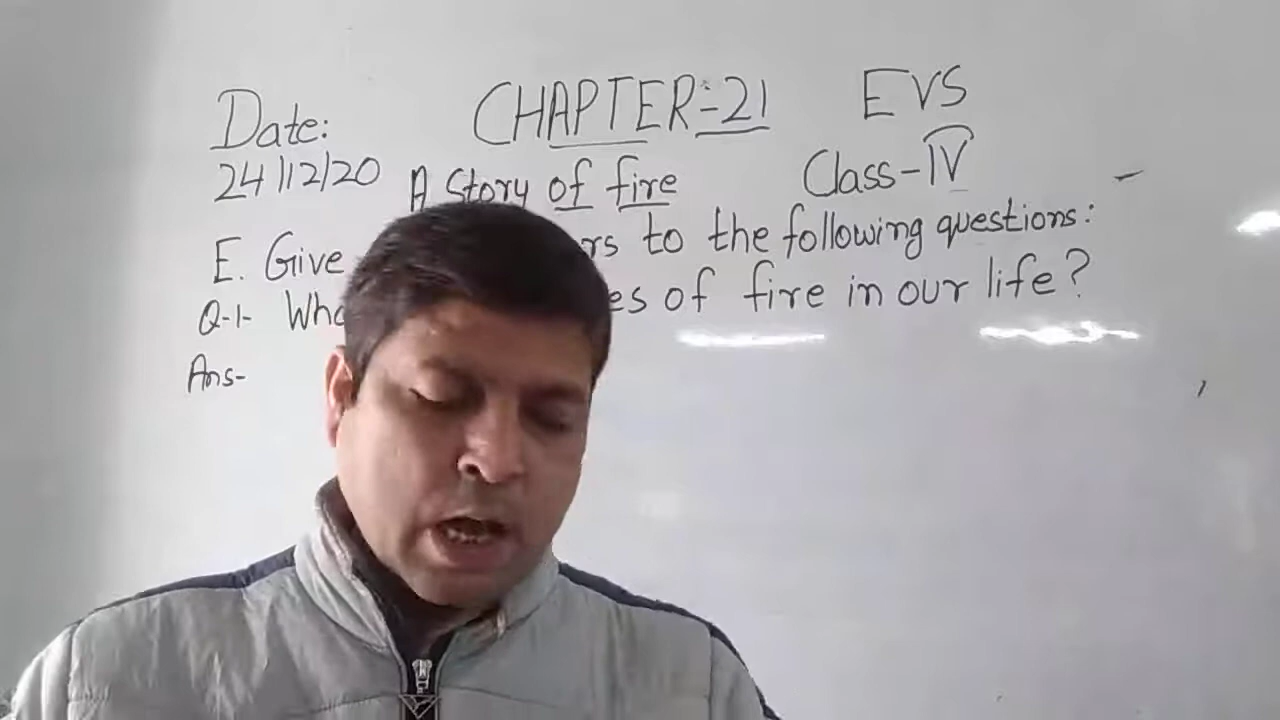 CHAPTER:-21 EVS
Date:
24/12/20 A Story of fire Class-IV
E. Give rs to the following questions:
Q-1- Wha es of fire in our life?
Ans-